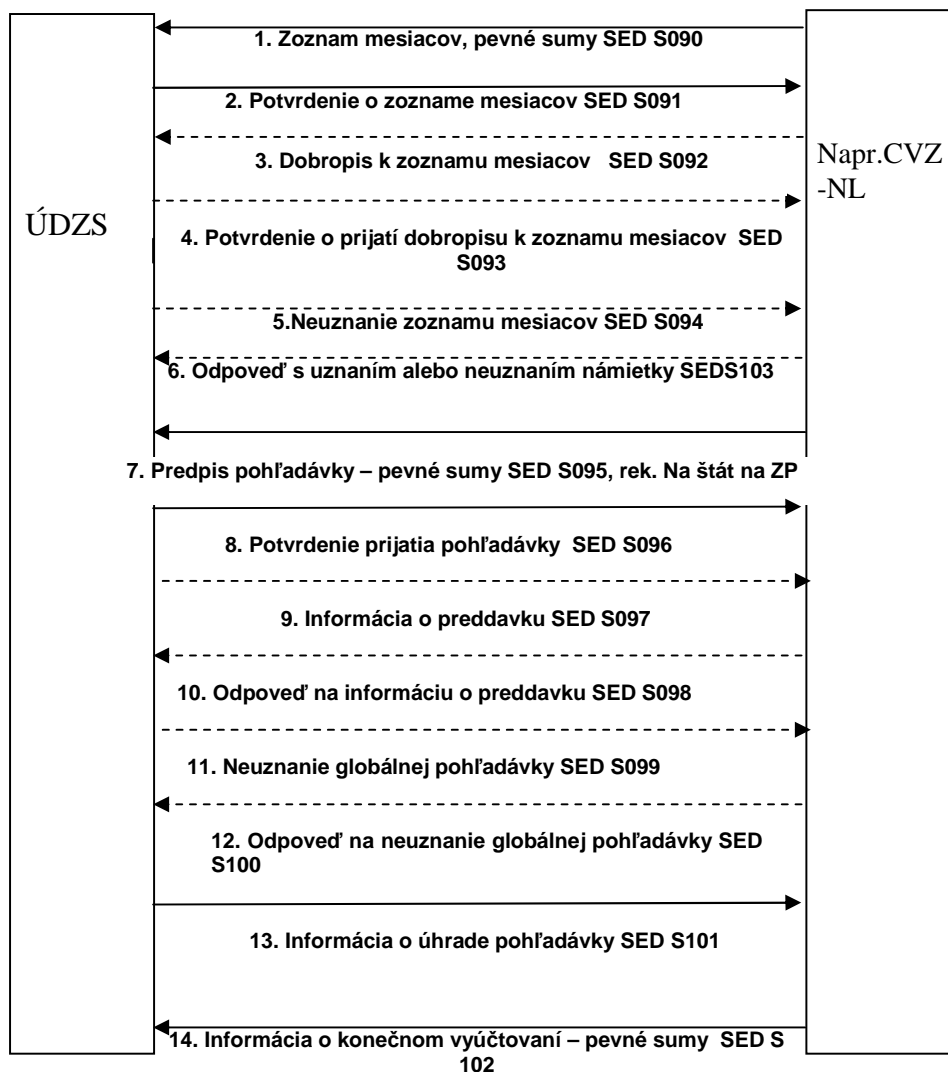 1. Zoznam mesiacov, pevné sumy SED S090
2. Potvrdenie o zozname mesiacov SED S091
3. Dobropis k zoznamu mesiacov SED S092
Napr.CVZ
-NL
ÚDZS
4. Potvrdenie o prijatí dobropisu k zoznamu mesiacov SED
S093
5.Neuznanie zoznamu mesiacov SED S094
6. Odpoveď s uznaním alebo neuznaním námietky SEDS103
7. Predpis pohľadávky – pevné sumy SED S095, rek. Na štát na ZP
8. Potvrdenie prijatia pohľadávky SED S096
9. Informácia o preddavku SED S097
10. Odpoveď na informáciu o preddavku SED S098
11. Neuznanie globálnej pohľadávky SED S099
12. Odpoveď na neuznanie globálnej pohľadávky SED
S100
13. Informácia o úhrade pohľadávky SED S101
14. Informácia o konečnom vyúčtovaní – pevné sumy SED S
102